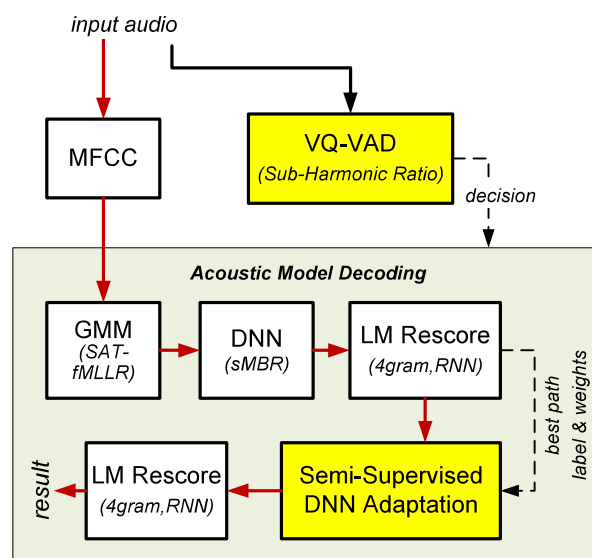 input audio
MFCC
VQ-VAD
(Sub-Harmonic Ratio)
decision
Acoustic Model Decoding
GMM
(SAT-
fMLLR)
DNN
(sMBR)
LM Rescore
(4gram,RNN)
best path
label & weights
Semi-Supervised
DNN Adaptation
LM Rescore
(4gram,RNN)
result